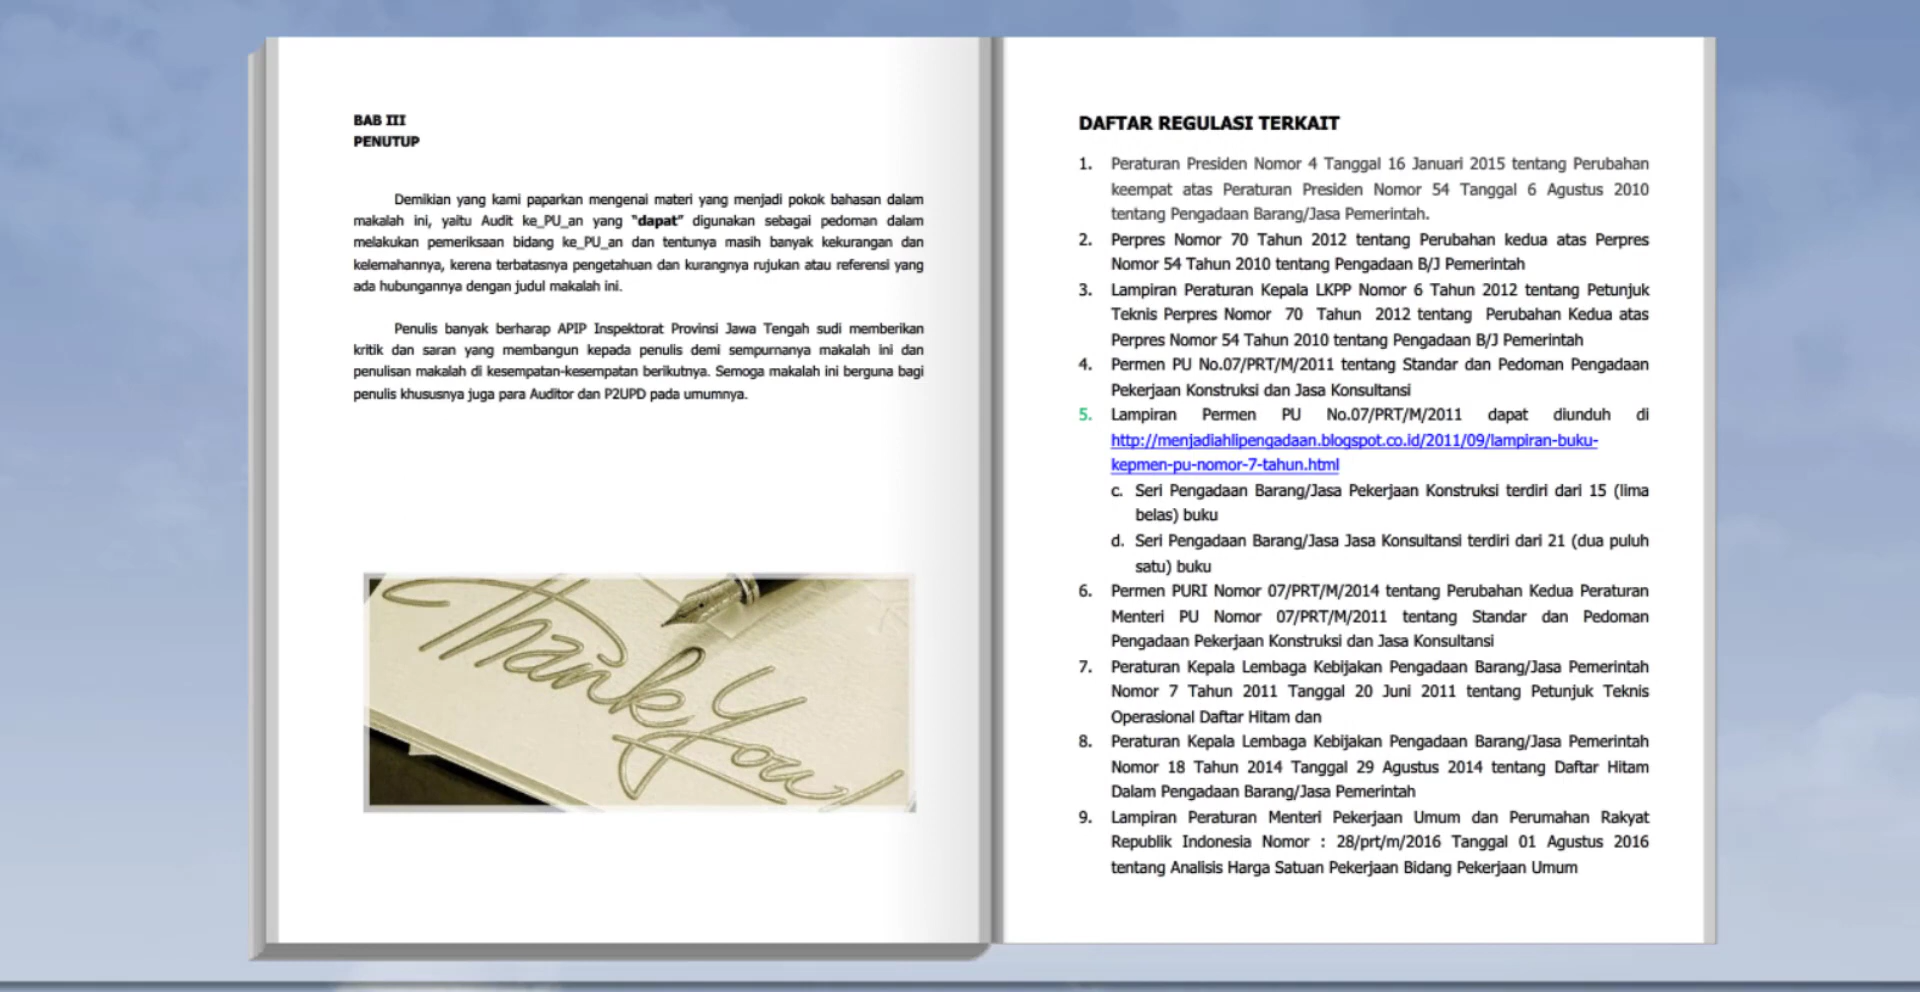 BAB III
PENUTUP
Demikian yang kami paparkan mengenai materi yang menjadi pokok bahasan dalam
makalah ini, yaitu Audit ke_PU_an yang "dapat" digunakan sebagai pedoman dalam
melakukan pemeriksaan bidang ke_PU_an dan tentunya masih banyak kekurangan dan
kelemahannya, kerena terbatasnya pengetahuan dan kurangnya rujukan atau referensi yang
ada hubungannya dengan judul makalah ini.
Penulis banyak berharap APIP Inspektorat Provinsi Jawa Tengah sudi memberikan
kritik dan saran yang membangun kepada penulis demi sempurnanya makalah ini dan
penulisan makalah di kesempatan-kesempatan berikutnya. Semoga makalah ini berguna bagi
penulis khususnya juga para Auditor dan P2UPD pada umumnya.
Thank You
DAFTAR REGULASI TERKAIT
1. Peraturan Presiden Nomor 4 Tanggal 16 Januari 2015 tentang Perubahan
keempat atas Peraturan Presiden Nomor 54 Tanggal 6 Agustus 2010
tentang Pengadaan Barang/Jasa Pemerintah.
2. Perpres Nomor 70 Tahun 2012 tentang Perubahan kedua atas Perpres
Nomor 54 Tahun 2010 tentang Pengadaan B/J Pemerintah
3. Lampiran Peraturan Kepala LKPP Nomor 6 Tahun 2012 tentang Petunjuk
Teknis Perpres Nomor 70 Tahun 2012 tentang Perubahan Kedua atas
Perpres Nomor 54 Tahun 2010 tentang Pengadaan B/J Pemerintah
4. Permen PU No.07/PRT/M/2011 tentang Standar dan Pedoman Pengadaan
Pekerjaan Konstruksi dan Jasa Konsultansi
5. Lampiran Permen PU No.07/PRT/M/2011 dapat diunduh di
http://menjadiahlipengadaan.blogspot.co.id/2011/09/lampiran-buku-
kepmen-pu-nomor-7-tahun.html
c. Seri Pengadaan Barang/Jasa Pekerjaan Konstruksi terdiri dari 15 (lima
belas) buku
d. Seri Pengadaan Barang/Jasa Jasa Konsultansi terdiri dari 21 (dua puluh
satu) buku
6. Permen PURI Nomor 07/PRT/M/2014 tentang Perubahan Kedua Peraturan
Menteri PU Nomor 07/PRT/M/2011 tentang Standar dan Pedoman
Pengadaan Pekerjaan Konstruksi dan Jasa Konsultansi
7. Peraturan Kepala Lembaga Kebijakan Pengadaan Barang/Jasa Pemerintah
Nomor 7 Tahun 2011 Tanggal 20 Juni 2011 tentang Petunjuk Teknis
Operasional Daftar Hitam dan
8. Peraturan Kepala Lembaga Kebijakan Pengadaan Barang/Jasa Pemerintah
Nomor 18 Tahun 2014 Tanggal 29 Agustus 2014 tentang Daftar Hitam
Dalam Pengadaan Barang/Jasa Pemerintah
9. Lampiran Peraturan Menteri Pekerjaan Umum dan Perumahan Rakyat
Republik Indonesia Nomor : 28/prt/m/2016 Tanggal 01 Agustus 2016
tentang Analisis Harga Satuan Pekerjaan Bidang Pekerjaan Umum